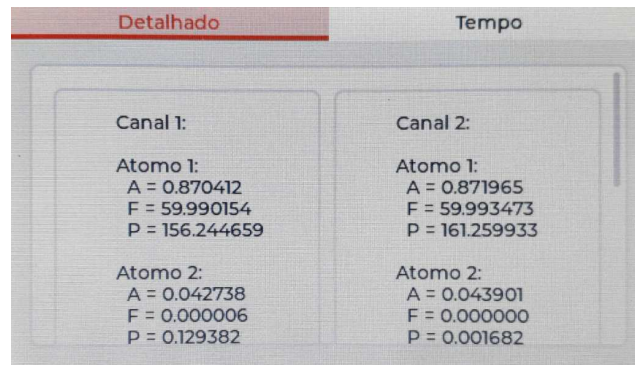 Detalhado
Tempo
Canal 1:
Atomo 1:
A = 0.870412
F = 59.990154
P = 156.244659
Atomo 2:
A = 0.042738
F = 0.000006
P = 0.129382
Canal 2:
Atomo 1:
A = 0.871965
F = 59.993473
P = 161.259933
Atomo 2:
A = 0.043901
F = 0.000000
P = 0.001682